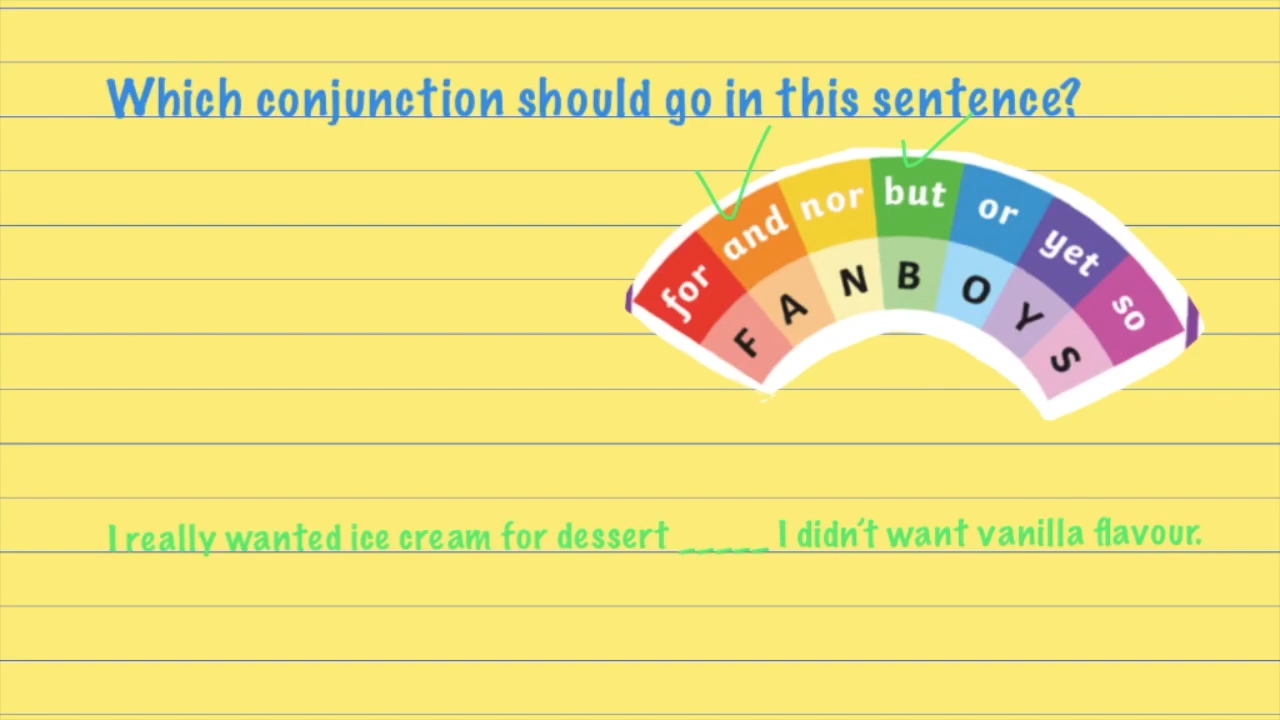 Which conjunction should go in this sentence?
for and nor but or yet so
F A N B O Y S
I really wanted ice cream for dessert _____ I didn't want vanilla flavour.